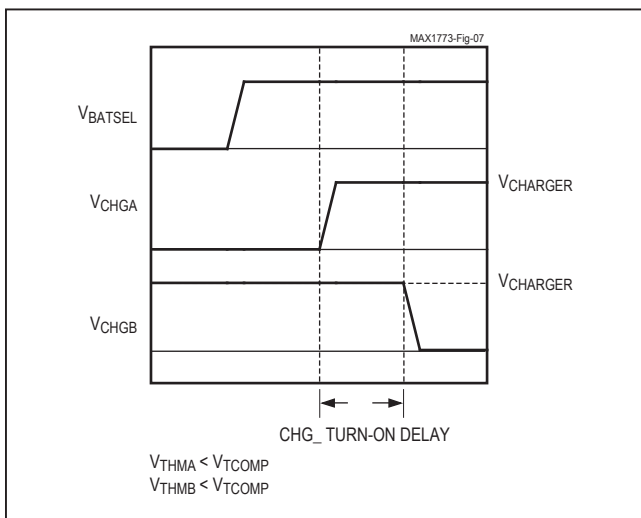 MAX1773-Fig-07
VBATSEL
VCHGA
VCHARGER
VCHARGER
VCHGB
CHG_ TURN-ON DELAY
VTHMA < VTCOMP
VTHMB < VTCOMP